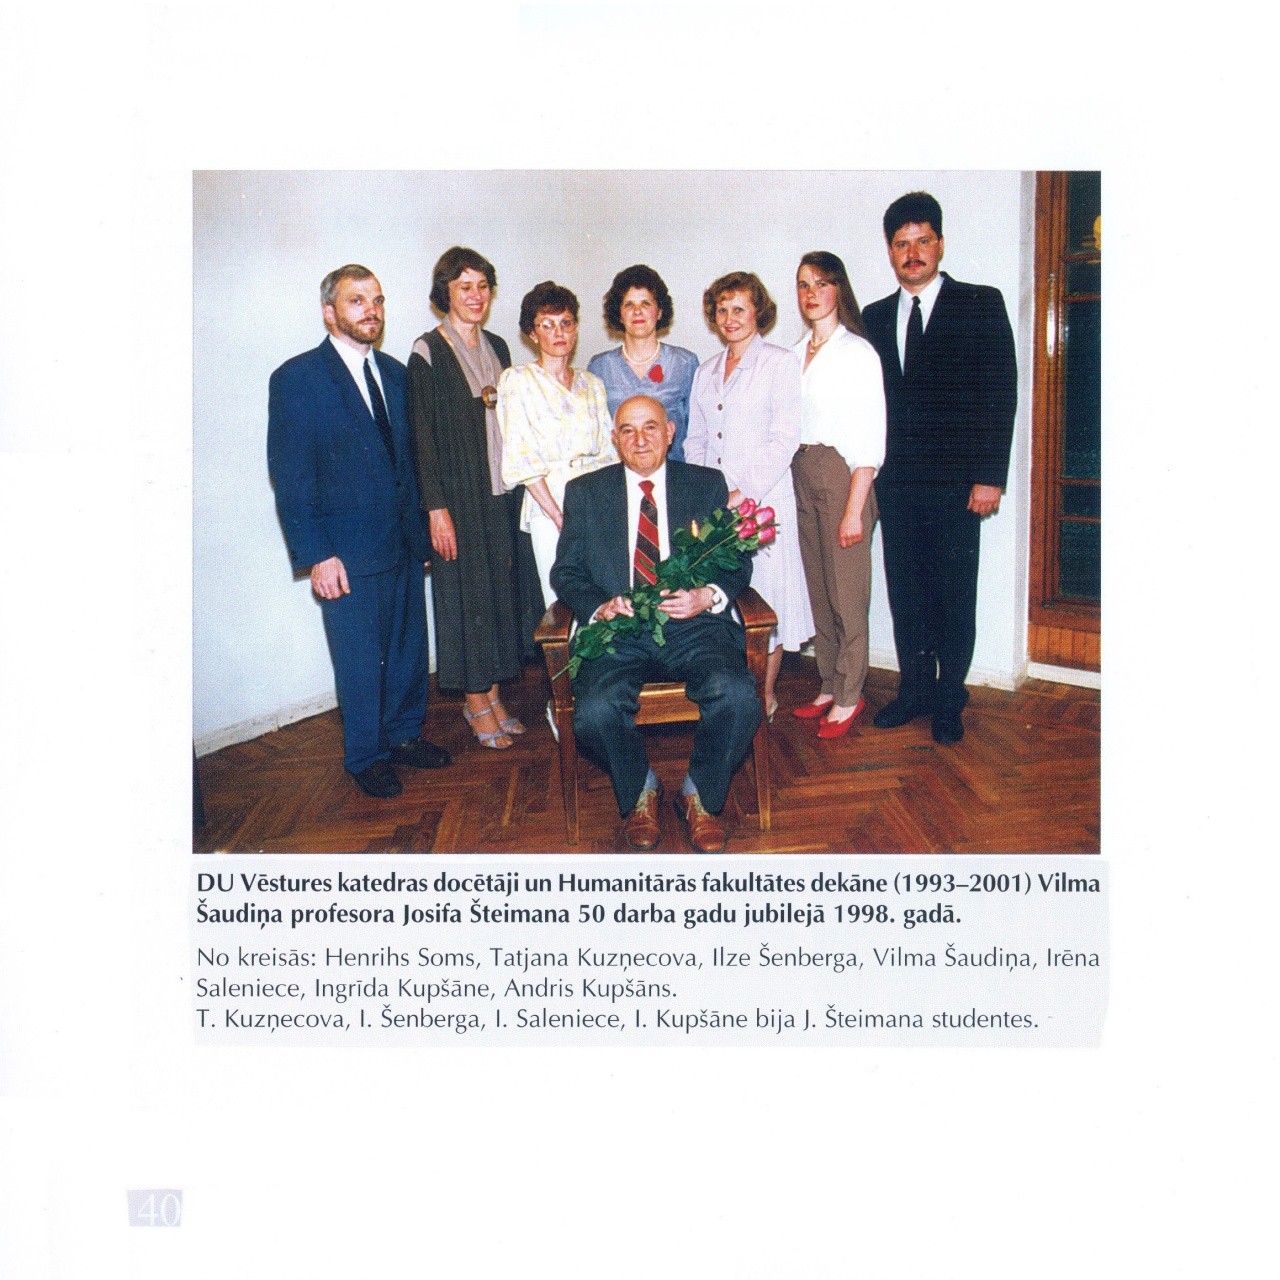 DU Vēstures katedras docētāji un Humanitārās fakultātes dekāne (1993–2001) Vilma
Šaudiņa profesora Josifa Šteimana 50 darba gadu jubilejā 1998. gadā.
No kreisās: Henrihs Soms, Tatjana Kuzņecova, Ilze Šenberga, Vilma Šaudiņa, Irēna
Saleniece, Ingrīda Kupšāne, Andris Kupšāns.
T. Kuzņecova, I. Šenberga, I. Saleniece, I. Kupšāne bija J. Šteimana studentes.
40